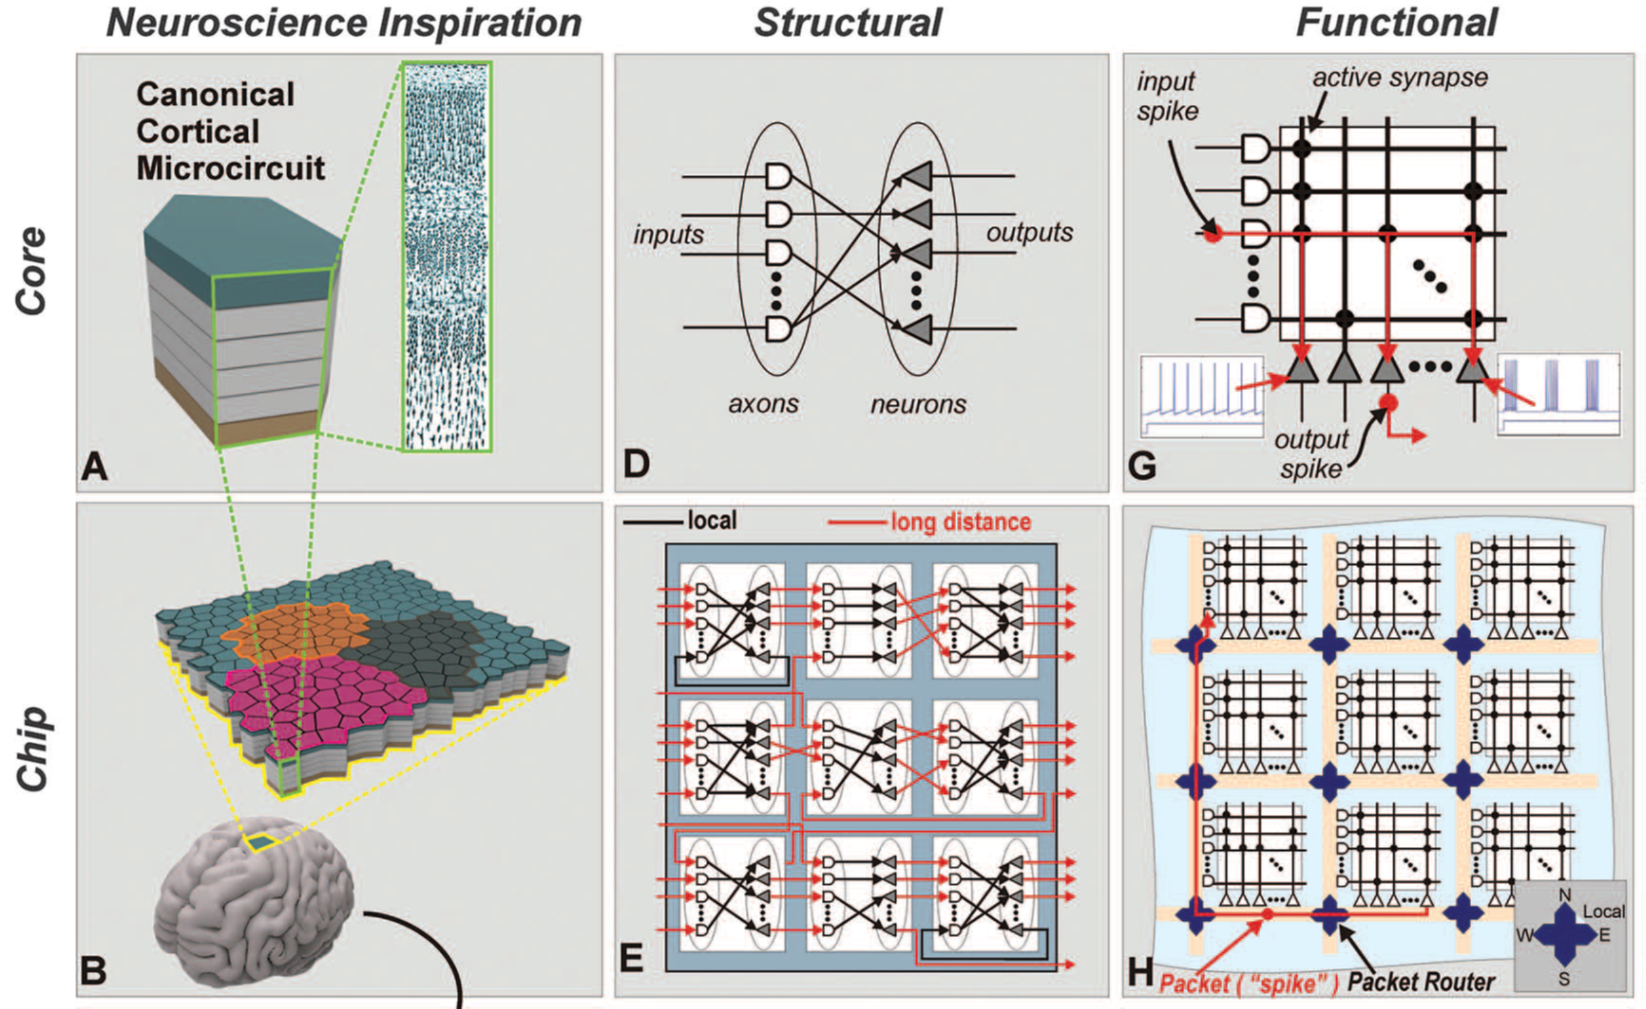 Neuroscience Inspiration
Structural
Functional
Core
Canonical
Cortical
Microcircuit
A
inputs
outputs
axons
neurons
D
input
spike
active synapse
output
spike
G
Chip
B
local
long distance
E
H
Packet ( “spike” )
Packet Router
N
Local
W
E
S